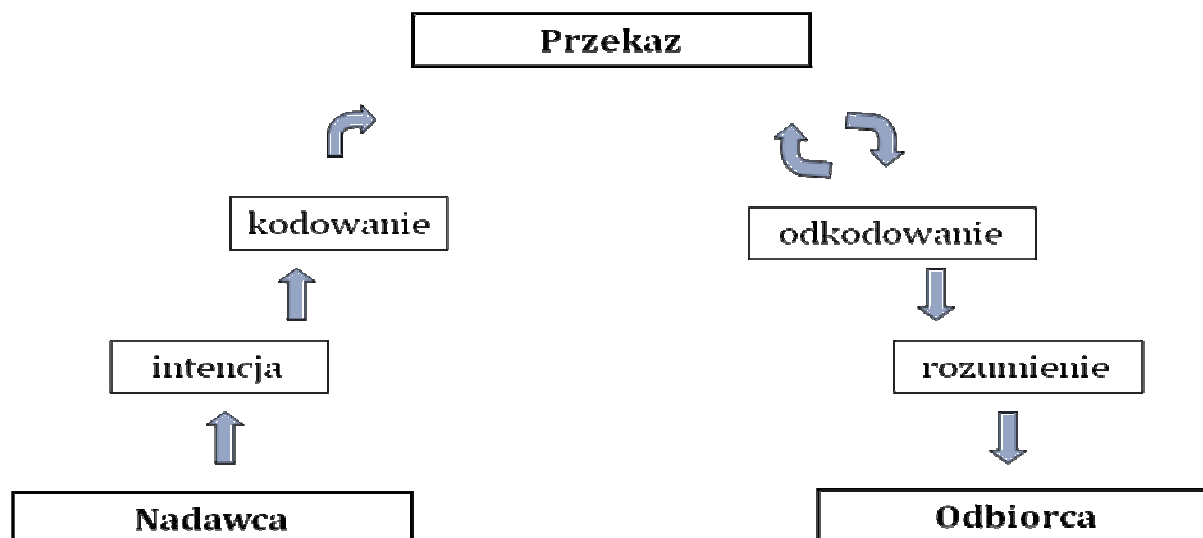 Przekaz
kodowanie
odkodowanie
intencja
rozumienie
Nadawca
Odbiorca